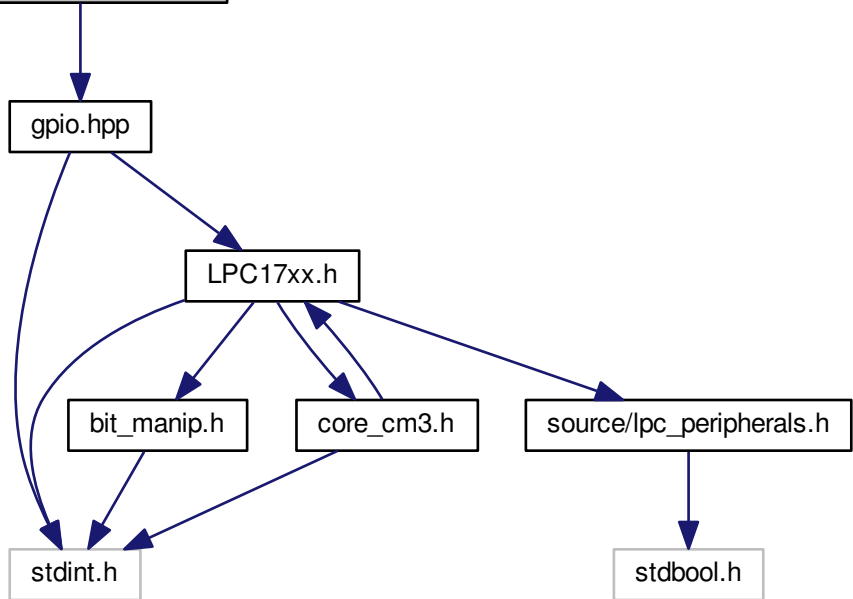 gpio.hpp
LPC17xx.h
bit_manip.h
core_cm3.h
source/lpc_peripherals.h
stdint.h
stdbool.h